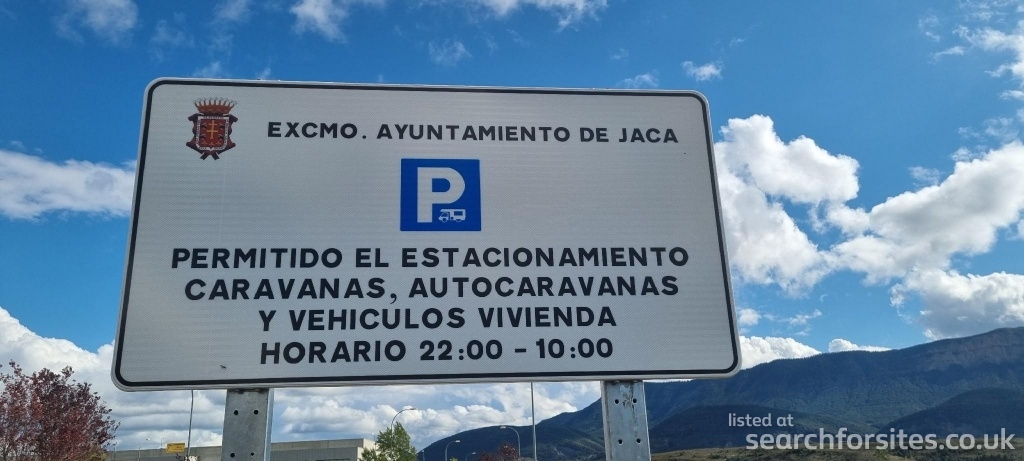 EXCMO. AYUNTAMIENTO DE JACA
P
PERMITIDO EL ESTACIONAMIENTO
CARAVANAS, AUTOCARAVANAS
Y VEHICULOS VIVIENDA
HORARIO 22:00 - 10:00
listed at
searchforsites.co.uk